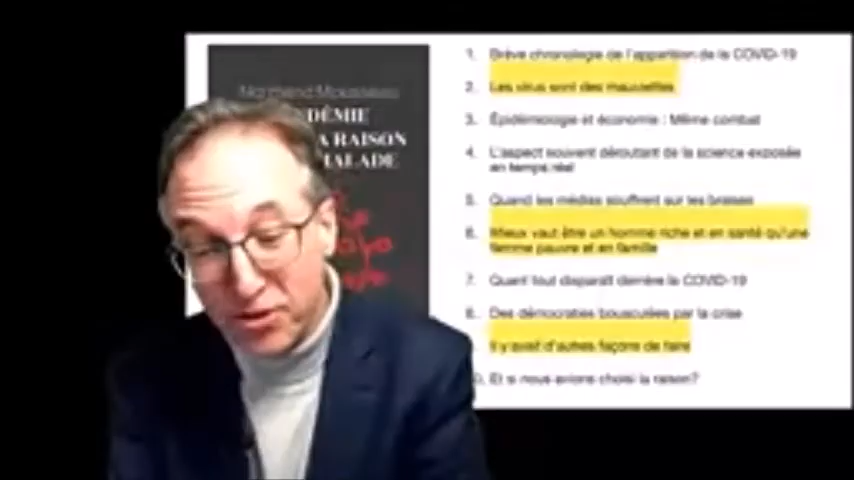 Normand Mousseau
DÉMIE
A RAISON
MALADE
1. Brève chronologie de l'apparition de la COVID-19
2. Les virus sont des mauviettes
3. Épidémiologie et économie : Même combat
4. L'aspect souvent déroutant de la science exposée
en temps réel
5. Quand les médias soufflent sur les braises
6. Mieux vaut être un homme riche et en santé qu'une
femme pauvre et en famille
7. Quant tout disparaît derrière la COVID-19
8. Des démocraties bousculées par la crise
Il y avait d'autres façons de faire
0. Et si nous avions choisi la raison?